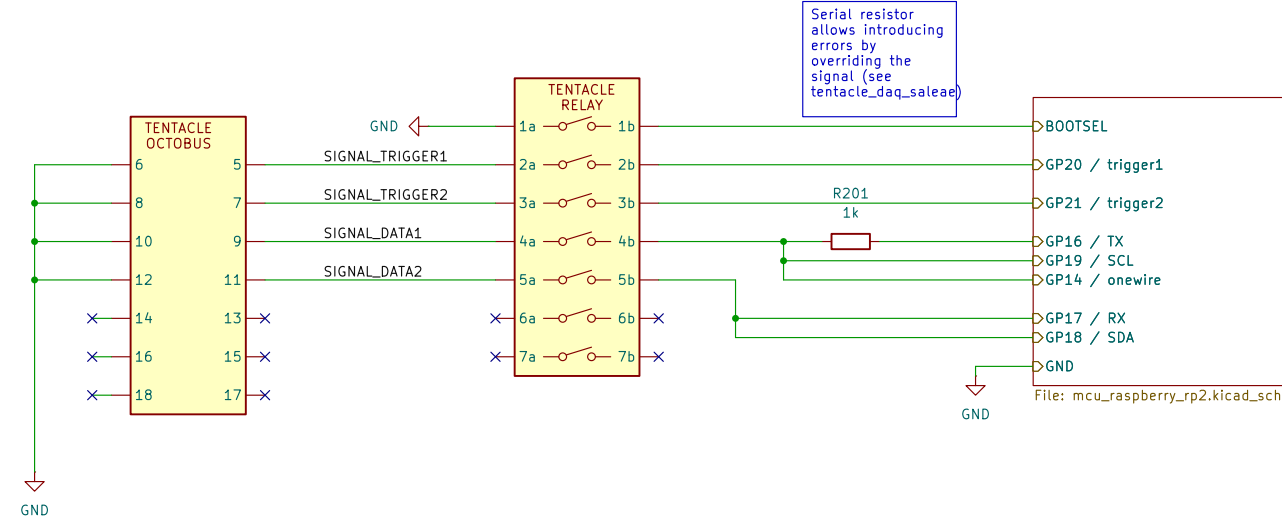 Serial resistor
allows introducing
errors by
overriding the
signal (see
tentacle_daq_saleae)
TENTACLE
OCTOBUS
6 5
8 7
10 9
12 11
14 13
16 15
18 17
GND
SIGNAL_TRIGGER1
SIGNAL_TRIGGER2
SIGNAL_DATA1
SIGNAL_DATA2
GND
TENTACLE
RELAY
1a 1b
2a 2b
3a 3b
4a 4b
5a 5b
6a 6b
7a 7b
R201
1k
BOOTSEL
GP20 / trigger1
GP21 / trigger2
GP16 / TX
GP19 / SCL
GP14 / onewire
GP17 / RX
GP18 / SDA
GND
GND
File: mcu_raspberry_rp2.kicad_sch